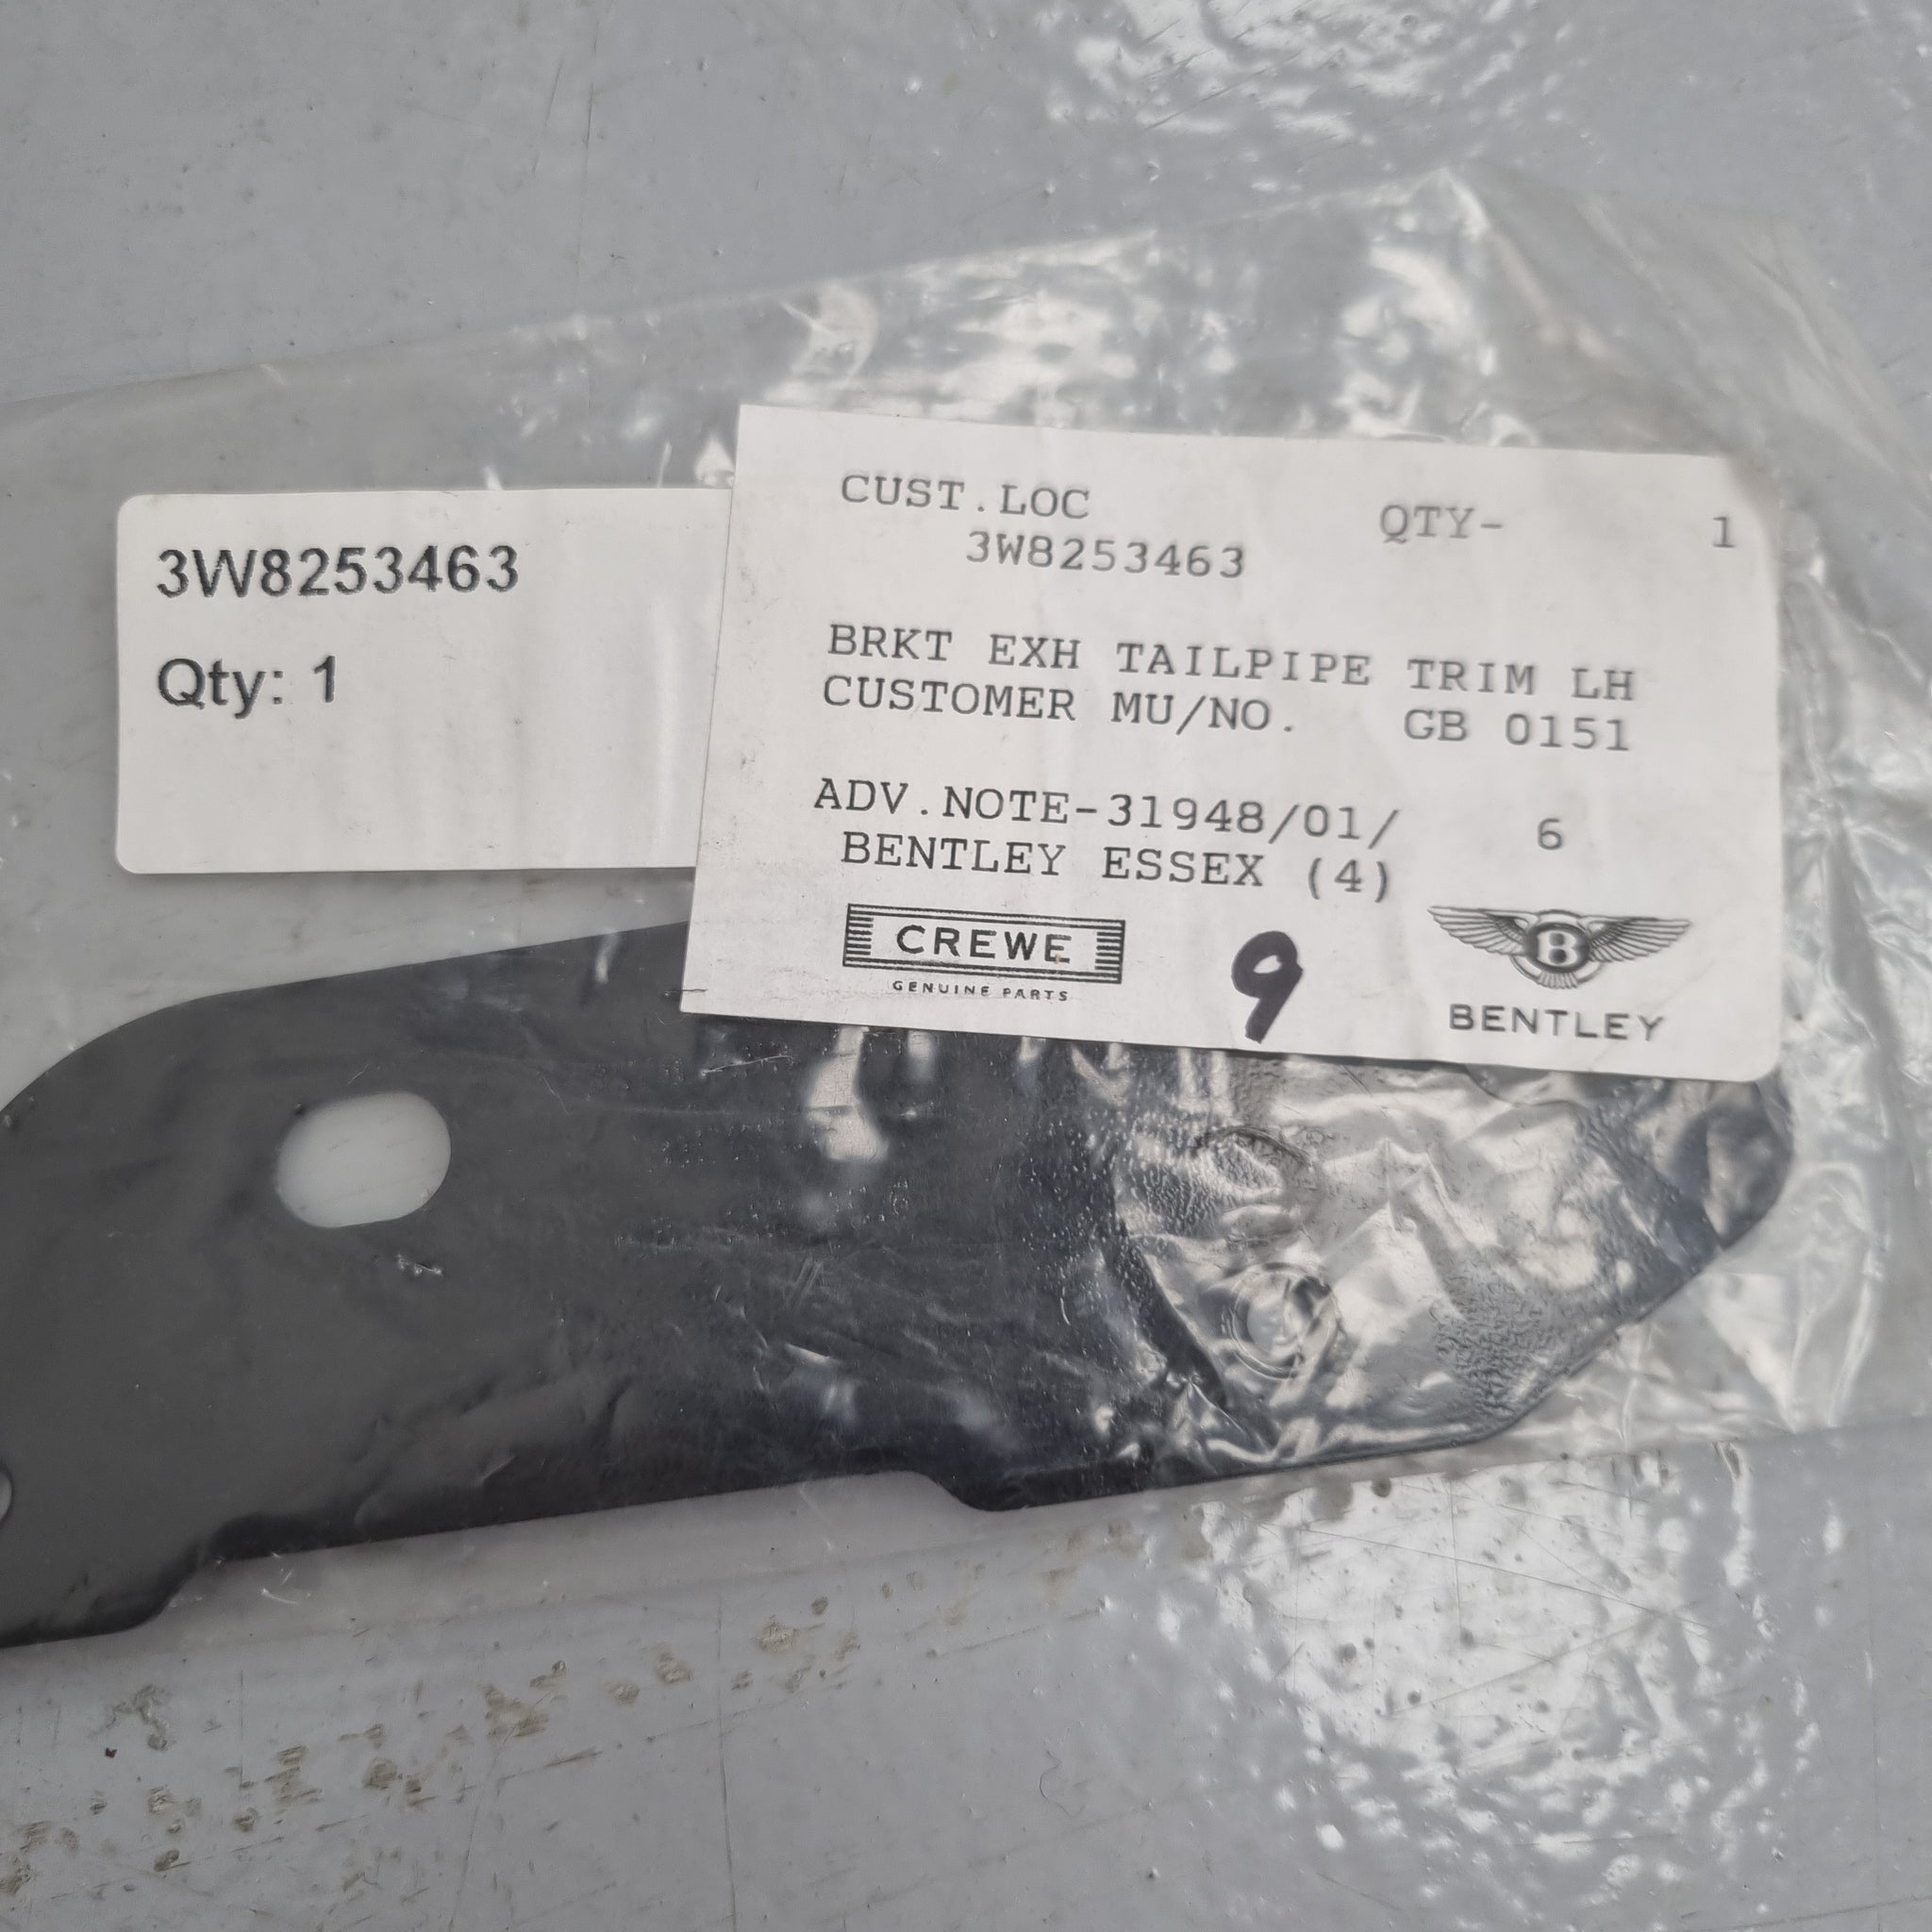 3W8253463
Qty: 1
CUST.LOC QTY- 1
3W8253463
BRKT EXH TAILPIPE TRIM LH
CUSTOMER MU/NO. GB 0151
ADV.NOTE-31948/01/ 6
BENTLEY ESSEX (4)
CREWE
GENUINE PARTS
9
B
BENTLEY